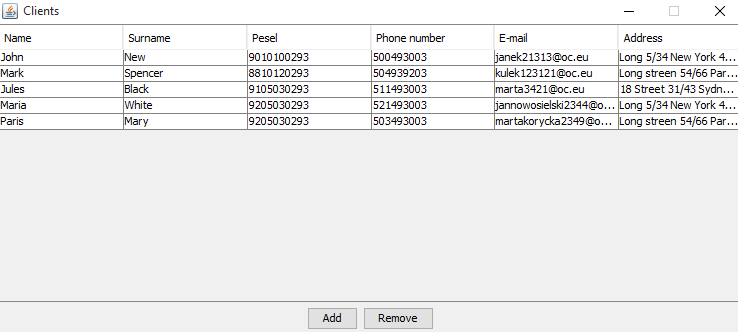 Clients
Name Surname Pesel Phone number E-mail Address
John New 9010100293 500493003 janek21313@oc.eu Long 5/34 New York 4...
Mark Spencer 8810120293 504939203 kulek123121@oc.eu Long streen 54/66 Par...
Jules Black 9105030293 511493003 marta3421@oc.eu 18 Street 31/43 Sydn...
Maria White 9205030293 521493003 jannowosielski2344@o... Long 5/34 New York 4...
Paris Mary 9205030293 503493003 martakorycka2349@o... Long streen 54/66 Par...
Add Remove